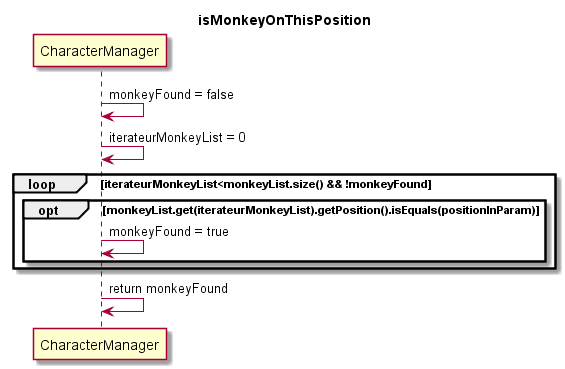 isMonkeyOnThisPosition
CharacterManager
monkeyFound = false
iterateurMonkeyList = 0
loop [iterateurMonkeyList<monkeyList.size() && !monkeyFound]
opt [monkeyList.get(iterateurMonkeyList).getPosition().isEquals(positionInParam)]
monkeyFound = true
return monkeyFound
CharacterManager